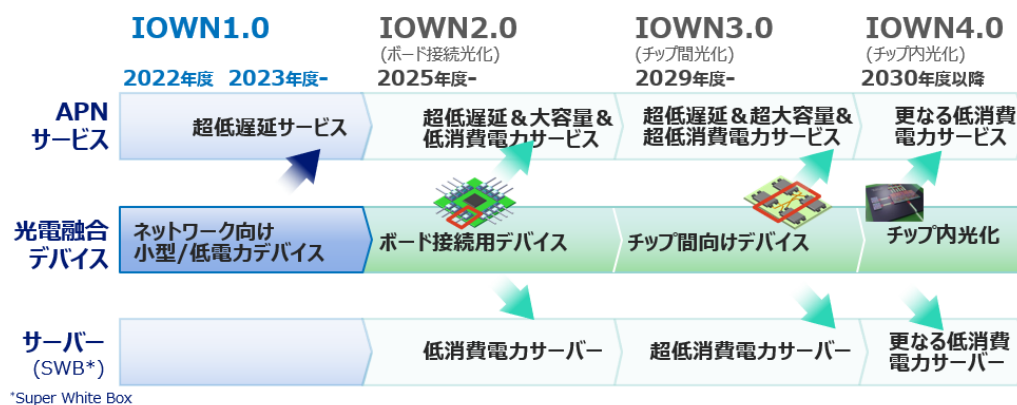 IOWN1.0
IOWN2.0
IOWN3.0
IOWN4.0
(ボード接続光化)
(チップ間光化)
(チップ内光化)
2022年度 2023年度-
2025年度-
2029年度-
2030年度以降
APN
サービス
超低遅延サービス
超低遅延&大容量&
低消費電力サービス
超低遅延&超大容量&
超低消費電力サービス
更なる低消費
電力サービス
光電融合
デバイス
ネットワーク向け
小型/低電力デバイス
ボード接続用デバイス
チップ間向けデバイス
チップ内光化
サーバー
(SWB*)
低消費電力サーバー
超低消費電力サーバー
更なる低消費
電力サーバー
*Super White Box